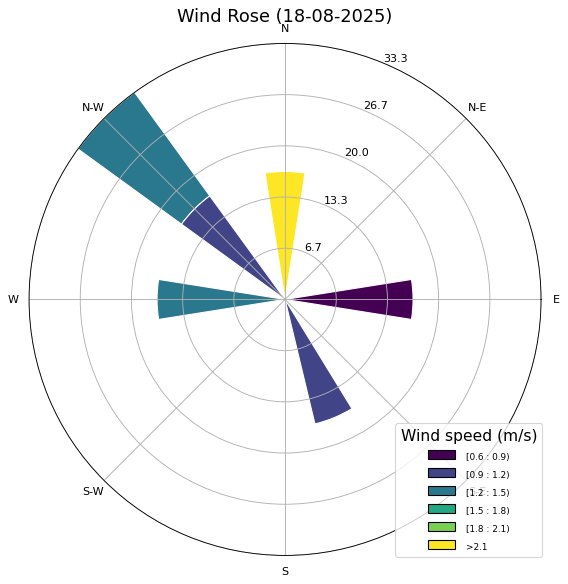 Wind Rose (18-08-2025)
N
33.3
N-W
26.7
N-E
20.0
13.3
6.7
W
E
Wind speed (m/s)
[0.6 : 0.9)
[0.9 : 1.2)
[1.2 : 1.5)
[1.5 : 1.8)
[1.8 : 2.1)
>2.1
S-W
S